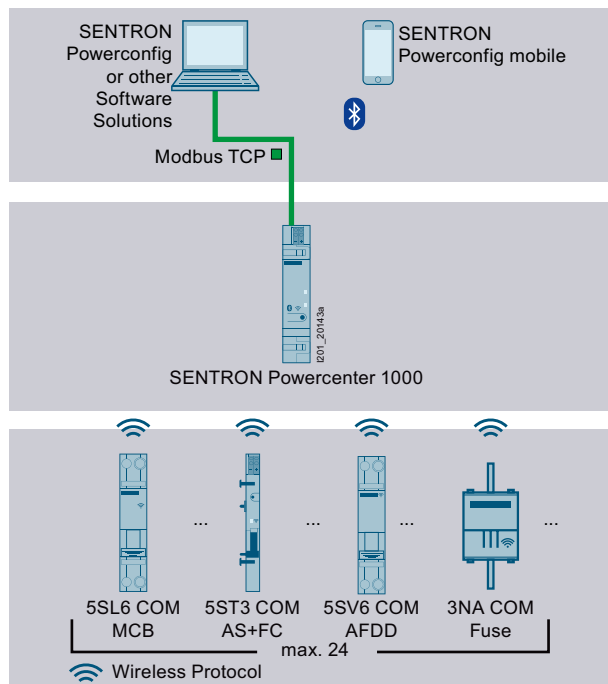 SENTRON
Powerconfig
or other
Software
Solutions
SENTRON
Powerconfig mobile
Modbus TCP
I201_20143a
SENTRON Powercenter 1000
... ... ... ...
5SL6 COM
MCB
5ST3 COM
AS+FC
5SV6 COM
AFDD
3NA COM
Fuse
max. 24
Wireless Protocol